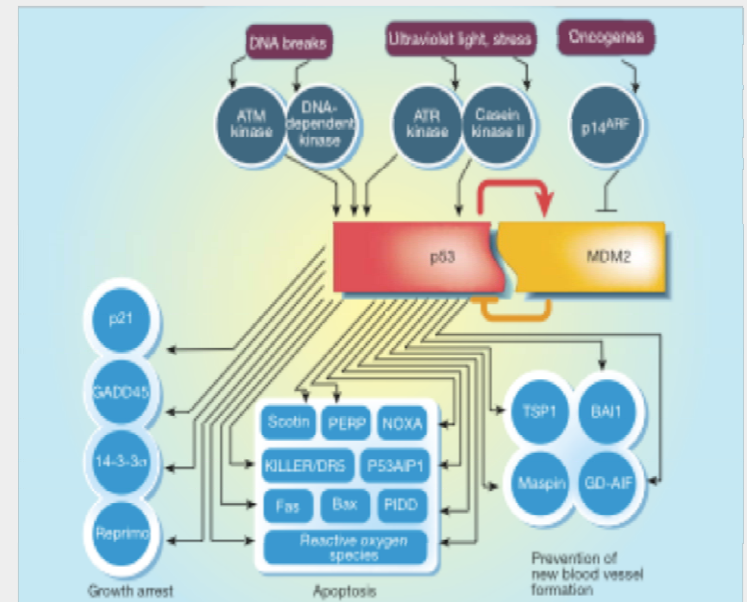 DNA breaks
Ultraviolet light, stress
Oncogenes
ATM
kinase
DNA-
dependent
kinase
ATR
kinase
Casein
kinase II
p14ARF
p53
MDM2
p21
GADD45
14-3-3σ
Reprimo
Scotin
PERP
NOXA
KILLER/DR5
P53AIP1
Fas
Bax
PIDD
Reactive oxygen
species
TSP1
BAI1
Maspin
GD-AIF
Growth arrest
Apoptosis
Prevention of
new blood vessel
formation